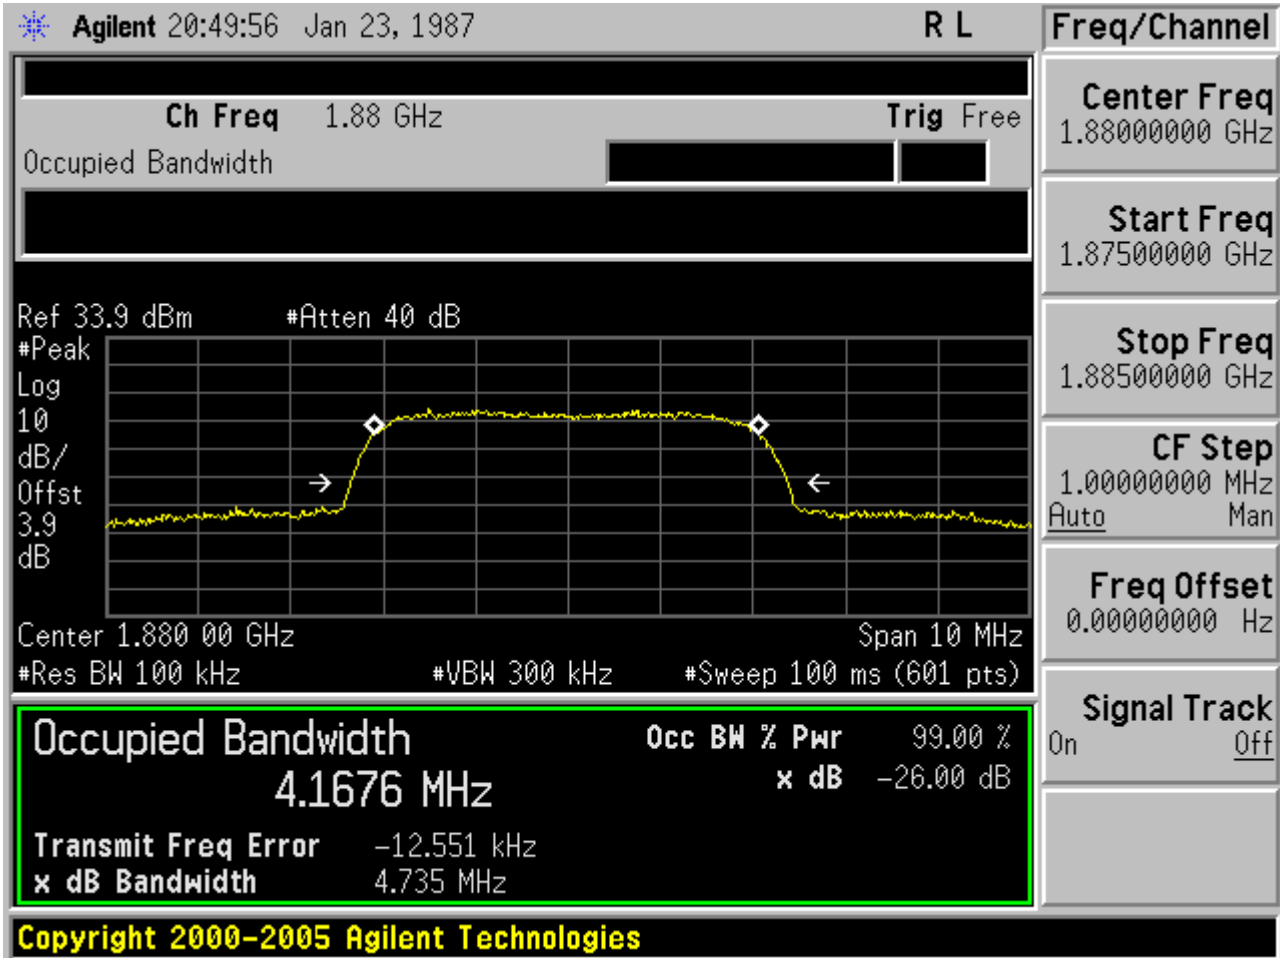 Agilent 20:49:56 Jan 23, 1987 R L
Freq/Channel
Ch Freq 1.88 GHz Trig Free
Occupied Bandwidth
Center Freq
1.88000000 GHz
Start Freq
1.87500000 GHz
Stop Freq
1.88500000 GHz
CF Step
1.00000000 MHz
Auto Man
Freq Offset
0.00000000 Hz
Signal Track
On Off
Ref 33.9 dBm #Atten 40 dB
#Peak
Log
10
dB/
Offst
3.9
dB
Center 1.880 00 GHz Span 10 MHz
#Res BW 100 kHz #VBW 300 kHz #Sweep 100 ms (601 pts)
Occupied Bandwidth Occ BW % Pwr 99.00 %
4.1676 MHz x dB -26.00 dB
Transmit Freq Error -12.551 kHz
x dB Bandwidth 4.735 MHz
Copyright 2000-2005 Agilent Technologies